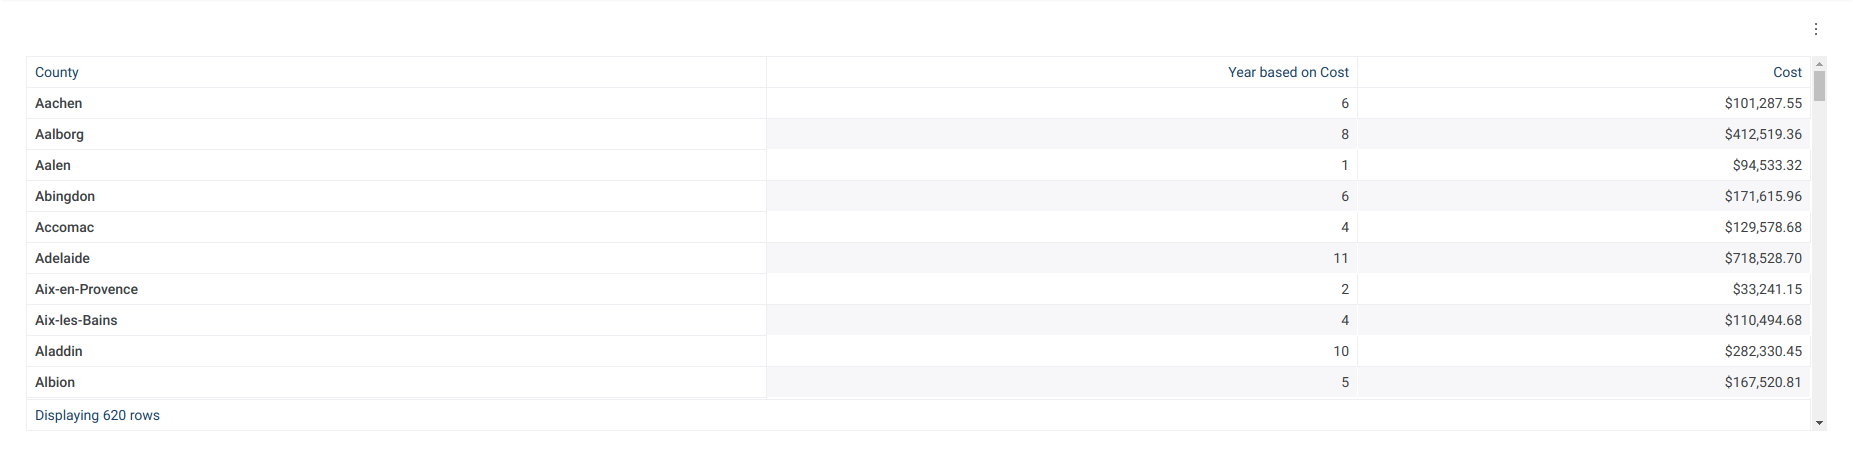 County Year based on Cost Cost
Aachen 6 $101,287.55
Aalborg 8 $412,519.36
Aalen 1 $94,533.32
Abingdon 6 $171,615.96
Accomac 4 $129,578.68
Adelaide 11 $718,528.70
Aix-en-Provence 2 $33,241.15
Aix-les-Bains 4 $110,494.68
Aladdin 10 $282,330.45
Albion 5 $167,520.81
Displaying 620 rows